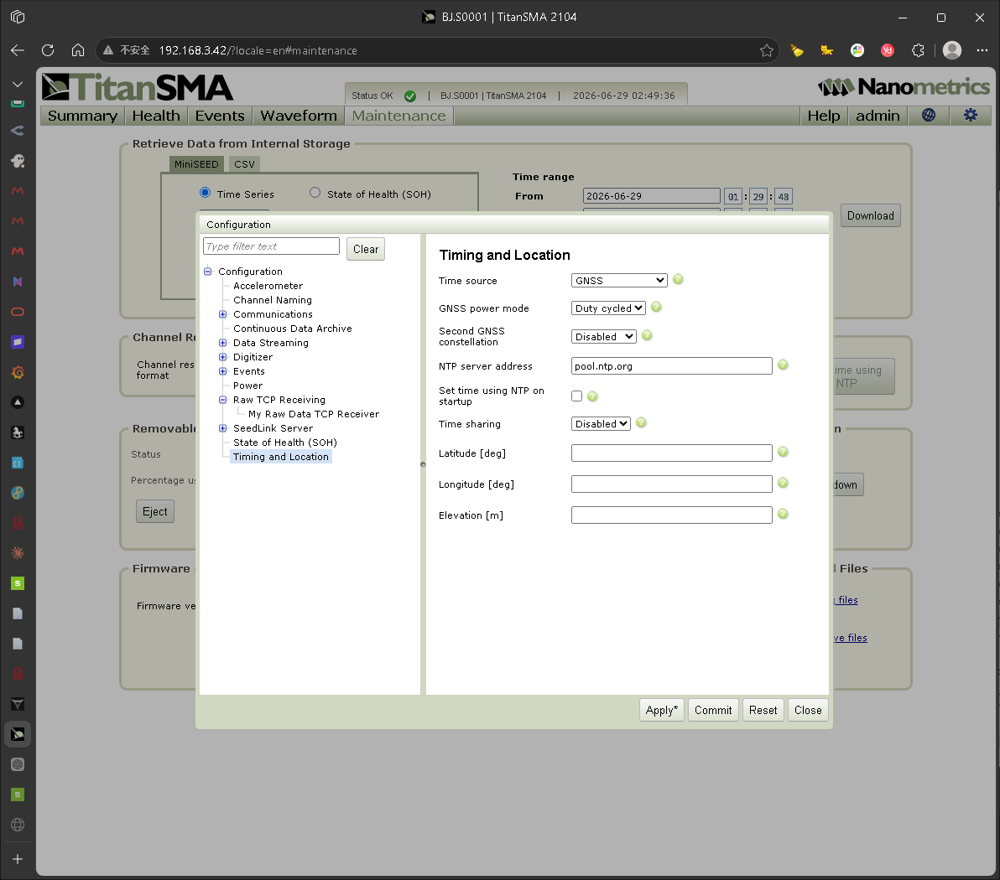 BJ.S0001 | TitanSMA 2104
不安全 192.168.3.42/?locale=en#maintenance
TitanSMA
Status OK | BJ.S0001 | TitanSMA 2104 | 2026-06-29 02:49:36
Nanometrics
Summary Health Events Waveform Maintenance Help admin
Retrieve Data from Internal Storage
MiniSEED CSV
Time Series State of Health (SOH)
Time range
From 2026-06-29 01 : 29 : 48
Download
Configuration
Type filter text Clear
Configuration
Accelerometer
Channel Naming
Communications
Continuous Data Archive
Data Streaming
Digitizer
Events
Power
Raw TCP Receiving
My Raw Data TCP Receiver
SeedLink Server
State of Health (SOH)
Timing and Location
Timing and Location
Time source GNSS
GNSS power mode Duty cycled
Second GNSS
constellation Disabled
NTP server address pool.ntp.org
Set time using NTP on
startup
Time sharing Disabled
Latitude [deg]
Longitude [deg]
Elevation [m]
Apply* Commit Reset Close
Channel Re
Channel res
format
ime using
NTP
Removable
Status
Percentage us
Eject
n
down
Firmware
Firmware ve
Files
files
ve files